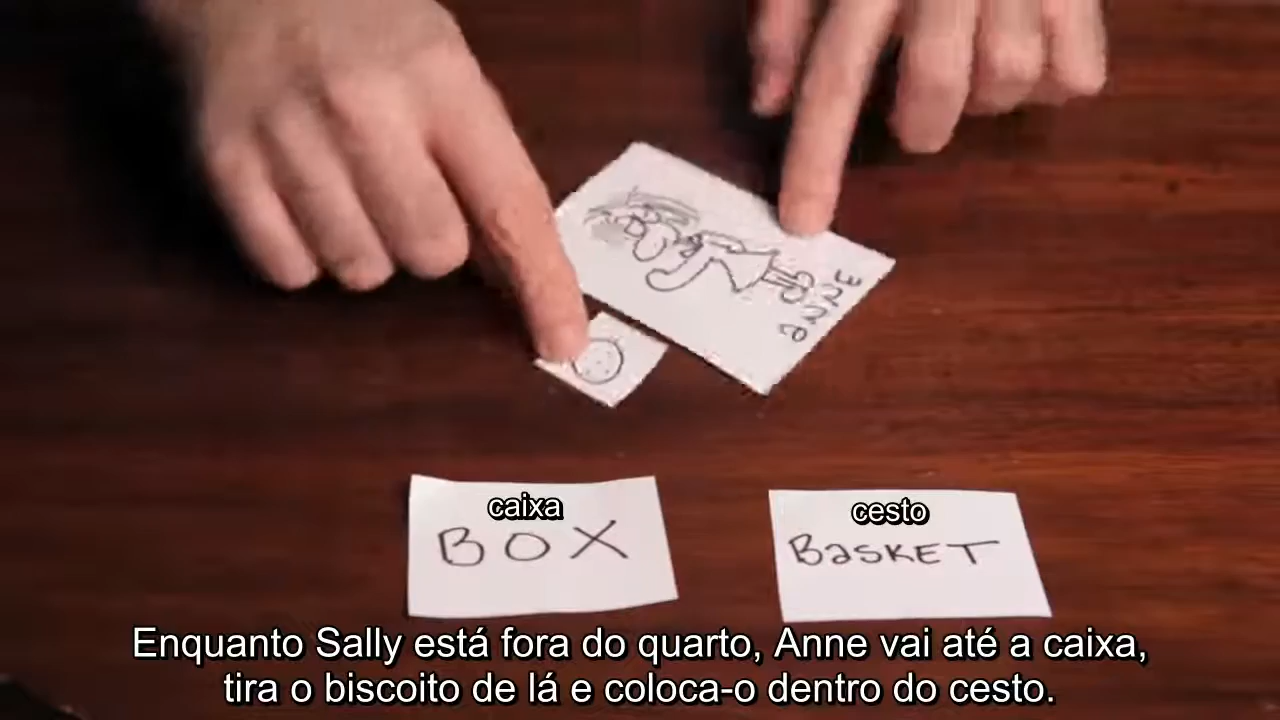 aNNE
caixa
BOX
cesto
BaSKET
Enquanto Sally está fora do quarto, Anne vai até a caixa,
tira o biscoito de lá e coloca-o dentro do cesto.